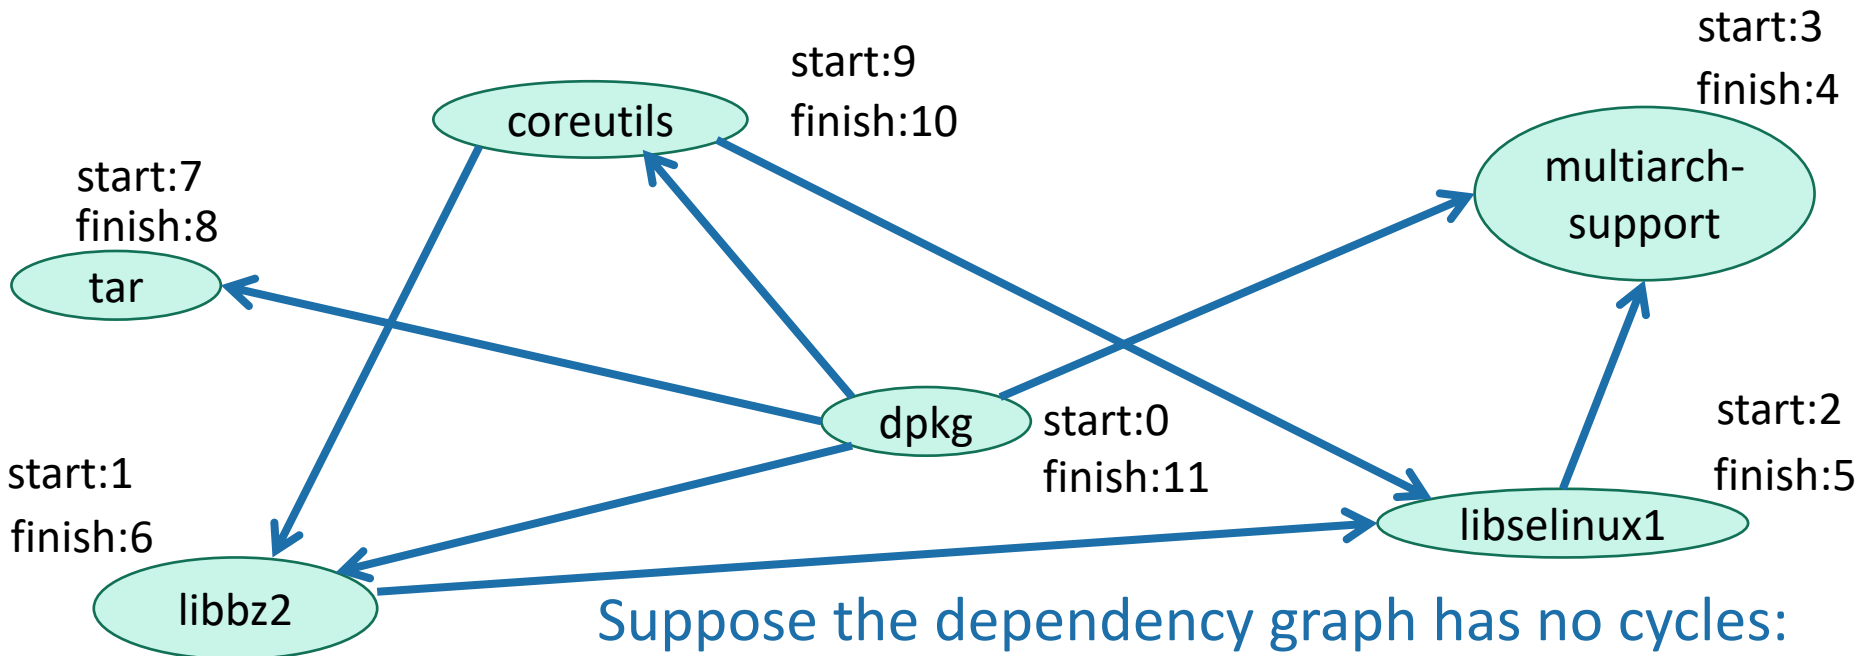 start:3
finish:4
start:9
finish:10
coreutils
multiarch-
support
start:7
finish:8
tar
dpkg
start:0
finish:11
start:2
finish:5
start:1
finish:6
libselinux1
libbz2
Suppose the dependency graph has no cycles: